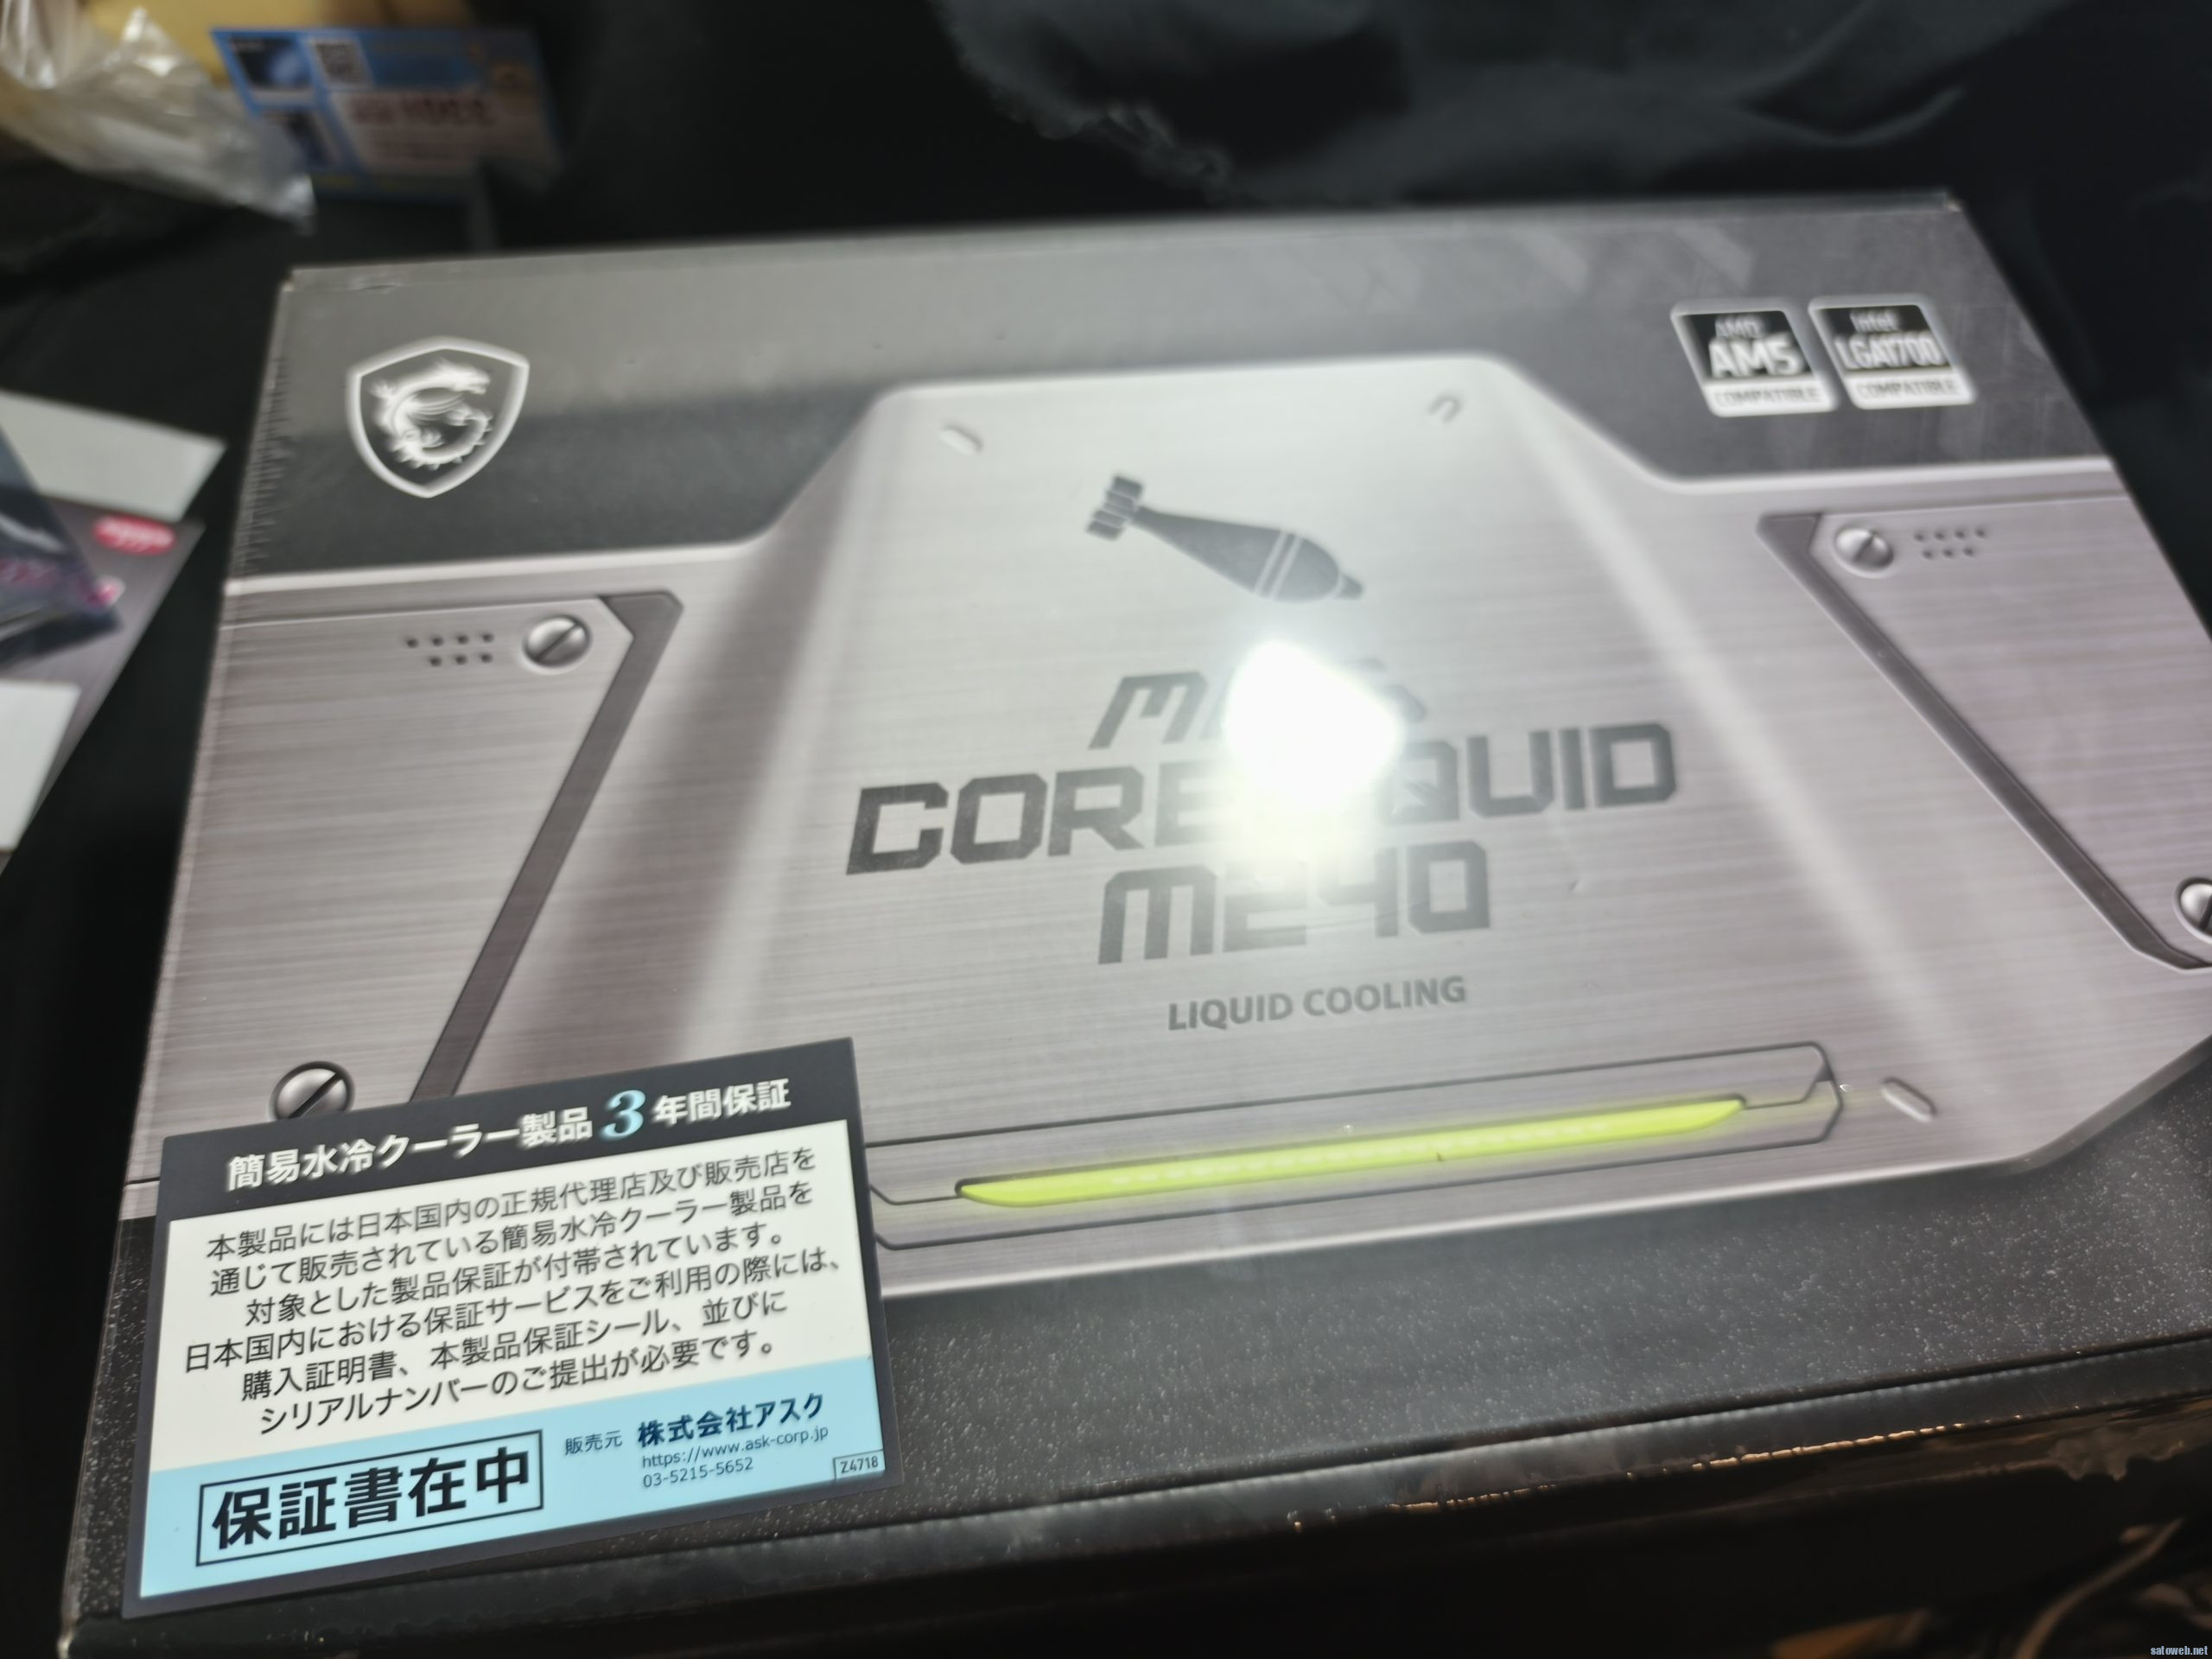 AMD
AM5
COMPATIBLE
intel
LGA1700
COMPATIBLE
CORELIQUID
M240
LIQUID COOLING
簡易水冷クーラー製品 3 年間保証
本製品には日本国内の正規代理店及び販売店を
通じて販売されている簡易水冷クーラー製品を
対象とした製品保証が付帯されています。
日本国内における保証サービスをご利用の際には、
購入証明書、本製品保証シール、並びに
シリアルナンバーのご提出が必要です。
保証書在中
販売元 株式会社アスク
https://www.ask-corp.jp
03-5215-5652
Z4718
satoweb.net